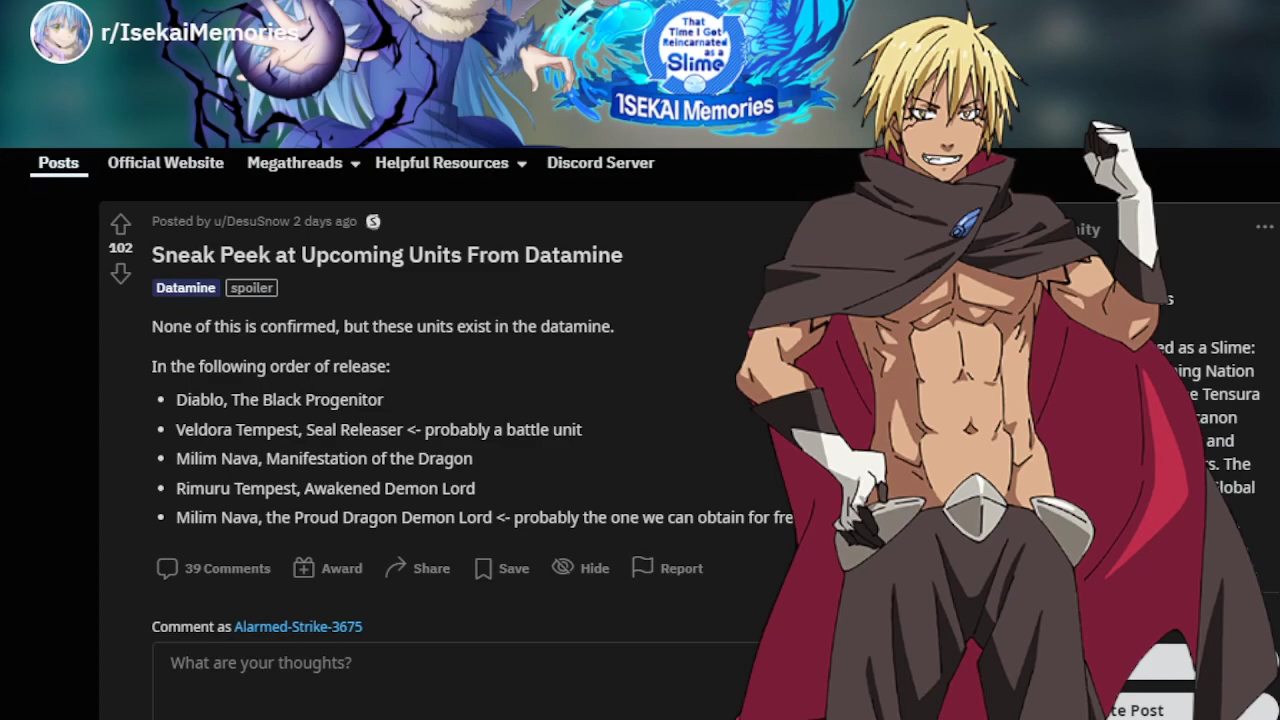 r/IsekaiMemories
That
Time I Got
Reincarnated
as a
Slime
ISEKAI Memories
Posts Official Website Megathreads Helpful Resources Discord Server
Posted by u/DesuSnow 2 days ago
102
Sneak Peek at Upcoming Units From Datamine
Datamine spoiler
None of this is confirmed, but these units exist in the datamine.
In the following order of release:
• Diablo, The Black Progenitor
• Veldora Tempest, Seal Releaser <- probably a battle unit
• Milim Nava, Manifestation of the Dragon
• Rimuru Tempest, Awakened Demon Lord
• Milim Nava, the Proud Dragon Demon Lord <- probably the one we can obtain for fre
39 Comments Award Share Save Hide Report
Comment as Alarmed-Strike-3675
What are your thoughts?
ity
s
ed as a Slime:
ing Nation
e Tensura
anon
and
s. The
lobal
te Post